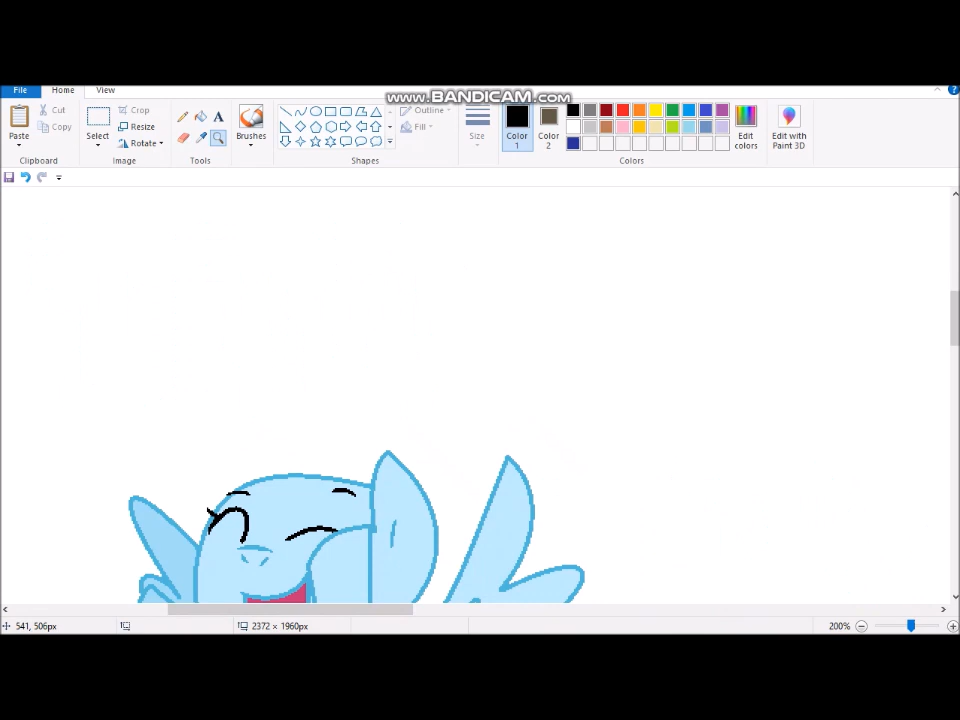 www.BANDICAM.com
File Home View
Paste
Cut
Copy
Clipboard
Select
Crop
Resize
Rotate
Image
A
Tools
Brushes
Shapes
Outline
Fill
Size
Color 1
Color 2
Edit colors
Colors
Edit with Paint 3D
541, 506px
2372 × 1960px
200%